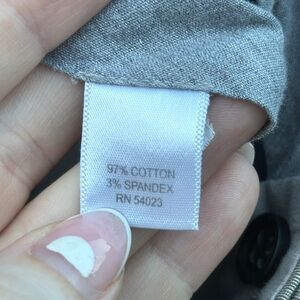 97% COTTON
3% SPANDEX
RN 54023